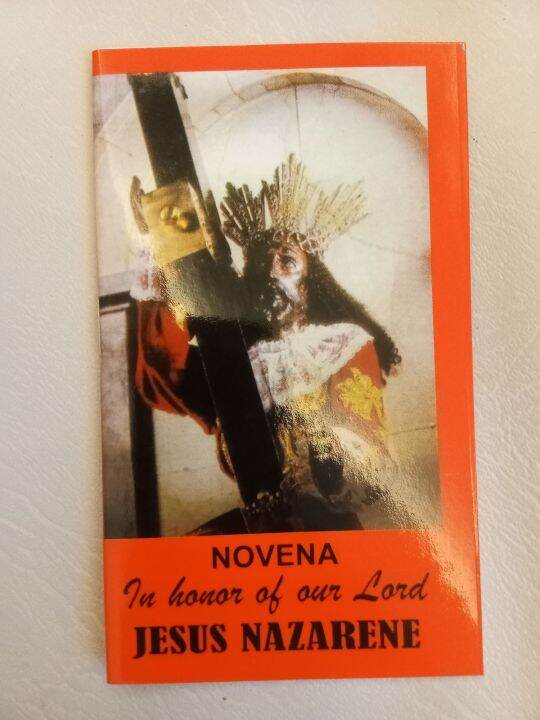 NOVENA
In honor of our Lord
JESUS NAZARENE